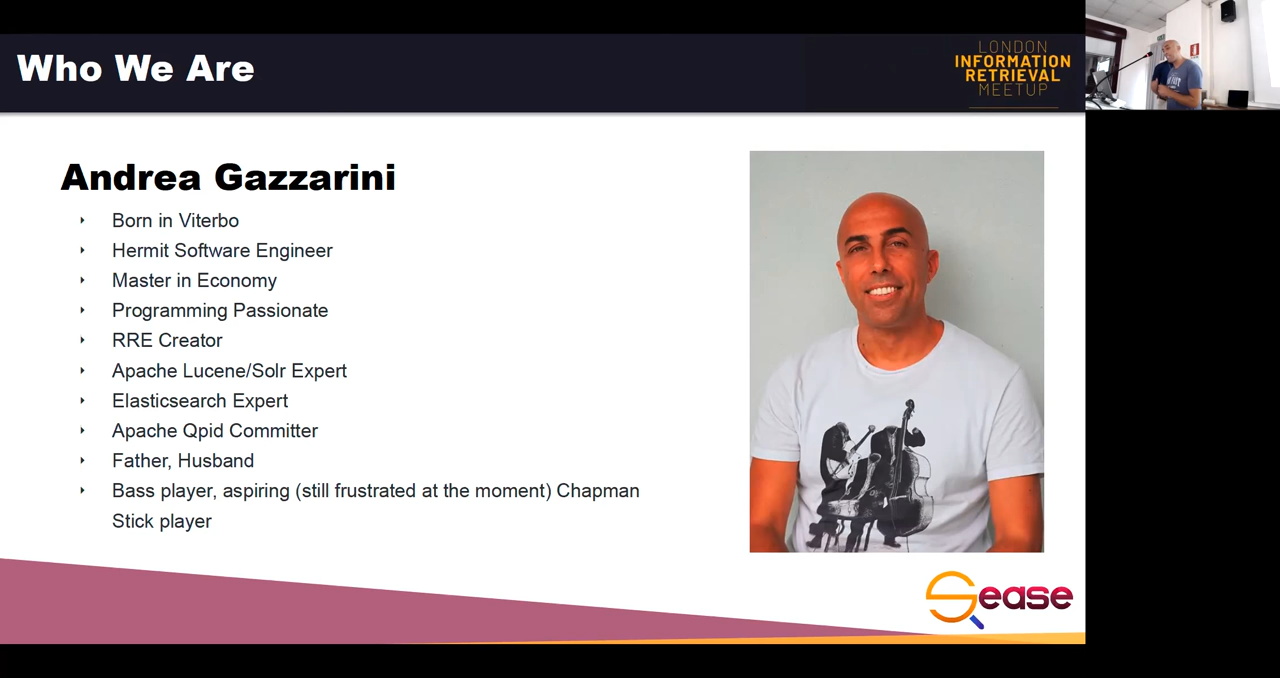 Who We Are
LONDON
INFORMATION
RETRIEVAL
MEETUP
Andrea Gazzarini
Born in Viterbo
Hermit Software Engineer
Master in Economy
Programming Passionate
RRE Creator
Apache Lucene/Solr Expert
Elasticsearch Expert
Apache Qpid Committer
Father, Husband
Bass player, aspiring (still frustrated at the moment) Chapman
Stick player
Sease